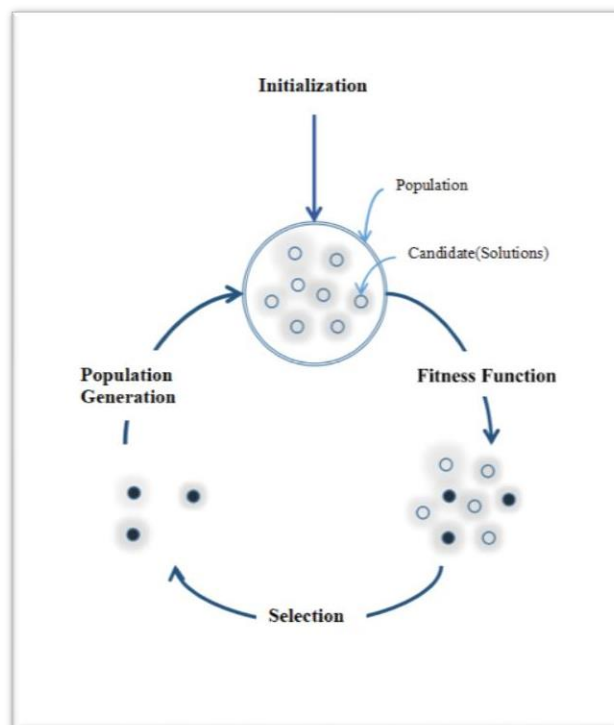 Initialization
Population
Candidate(Solutions)
Population
Generation
Fitness Function
Selection